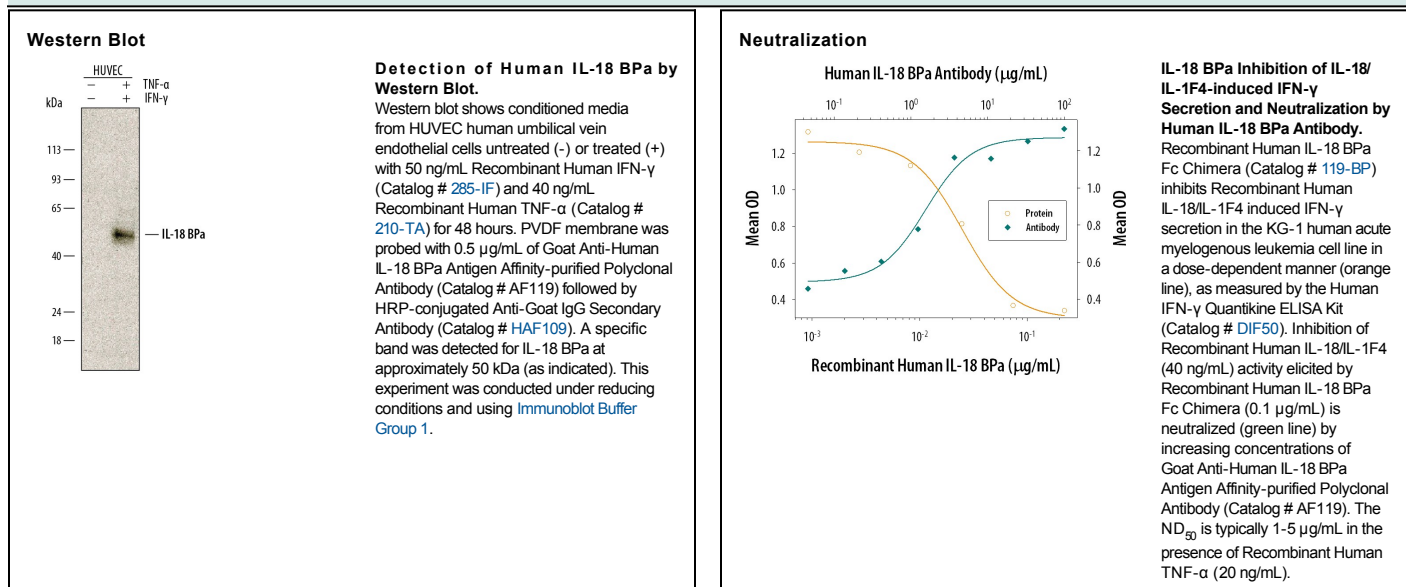 Western Blot
HUVEC
– + TNF-α
– + IFN-γ
kDa
113
93
65
40
24
18
IL-18 BPa
Detection of Human IL-18 BPa by
Western Blot.
Western blot shows conditioned media
from HUVEC human umbilical vein
endothelial cells untreated (-) or treated (+)
with 50 ng/mL Recombinant Human IFN-γ
(Catalog # 285-IF) and 40 ng/mL
Recombinant Human TNF-α (Catalog #
210-TA) for 48 hours. PVDF membrane was
probed with 0.5 µg/mL of Goat Anti-Human
IL-18 BPa Antigen Affinity-purified Polyclonal
Antibody (Catalog # AF119) followed by
HRP-conjugated Anti-Goat IgG Secondary
Antibody (Catalog # HAF109). A specific
band was detected for IL-18 BPa at
approximately 50 kDa (as indicated). This
experiment was conducted under reducing
conditions and using Immunoblot Buffer
Group 1.
Neutralization
Human IL-18 BPa Antibody (µg/mL)
10⁻¹ 10⁰ 10¹ 10²
Mean OD
1.2 1.2
1.0 1.0
0.8 0.8
0.6 0.6
0.4 0.4
Mean OD
Protein
Antibody
10⁻³ 10⁻² 10⁻¹
Recombinant Human IL-18 BPa (µg/mL)
IL-18 BPa Inhibition of IL-18/
IL-1F4-induced IFN-γ
Secretion and Neutralization by
Human IL-18 BPa Antibody.
Recombinant Human IL-18 BPa
Fc Chimera (Catalog # 119-BP)
inhibits Recombinant Human
IL-18/IL-1F4 induced IFN-γ
secretion in the KG-1 human acute
myelogenous leukemia cell line in
a dose-dependent manner (orange
line), as measured by the Human
IFN-γ Quantikine ELISA Kit
(Catalog # DIF50). Inhibition of
Recombinant Human IL-18/IL-1F4
(40 ng/mL) activity elicited by
Recombinant Human IL-18 BPa
Fc Chimera (0.1 µg/mL) is
neutralized (green line) by
increasing concentrations of
Goat Anti-Human IL-18 BPa
Antigen Affinity-purified Polyclonal
Antibody (Catalog # AF119). The
ND₅₀ is typically 1-5 µg/mL in the
presence of Recombinant Human
TNF-α (20 ng/mL).